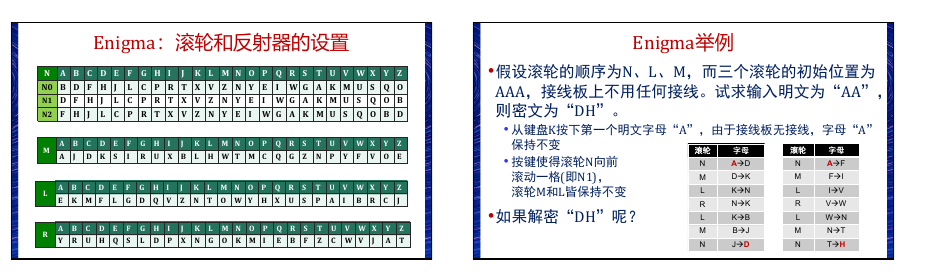 Enigma：滚轮和反射器的设置
N A B C D E F G H I J K L M N O P Q R S T U V W X Y Z
N0 B D F H J L C P R T X V Z N Y E I W G A K M U S Q O
N1 D F H J L C P R T X V Z N Y E I W G A K M U S Q O B
N2 F H J L C P R T X V Z N Y E I W G A K M U S Q O B D
M A B C D E F G H I J K L M N O P Q R S T U V W X Y Z
A J D K S I R U X B L H W T M C Q G Z N P Y F V O E
L A B C D E F G H I J K L M N O P Q R S T U V W X Y Z
E K M F L G D Q V Z N T O W Y H X U S P A I B R C J
R A B C D E F G H I J K L M N O P Q R S T U V W X Y Z
Y R U H Q S L D P X N G O K M I E B F Z C W V J A T
Enigma举例
•假设滚轮的顺序为N、L、M，而三个滚轮的初始位置为
AAA，接线板上不用任何接线。试求输入明文为“AA”，
则密文为“DH”。
•从键盘K按下第一个明文字母“A”，由于接线板无接线，字母“A”
保持不变
•按键使得滚轮N向前
滚动一格(即N1)，
滚轮M和L皆保持不变
•如果解密“DH”呢？
滚轮 字母
N A→D
M D→K
L K→N
R N→K
L K→B
M B→J
N J→D
滚轮 字母
N A→F
M F→I
L I→V
R V→W
L W→N
M N→T
N T→H